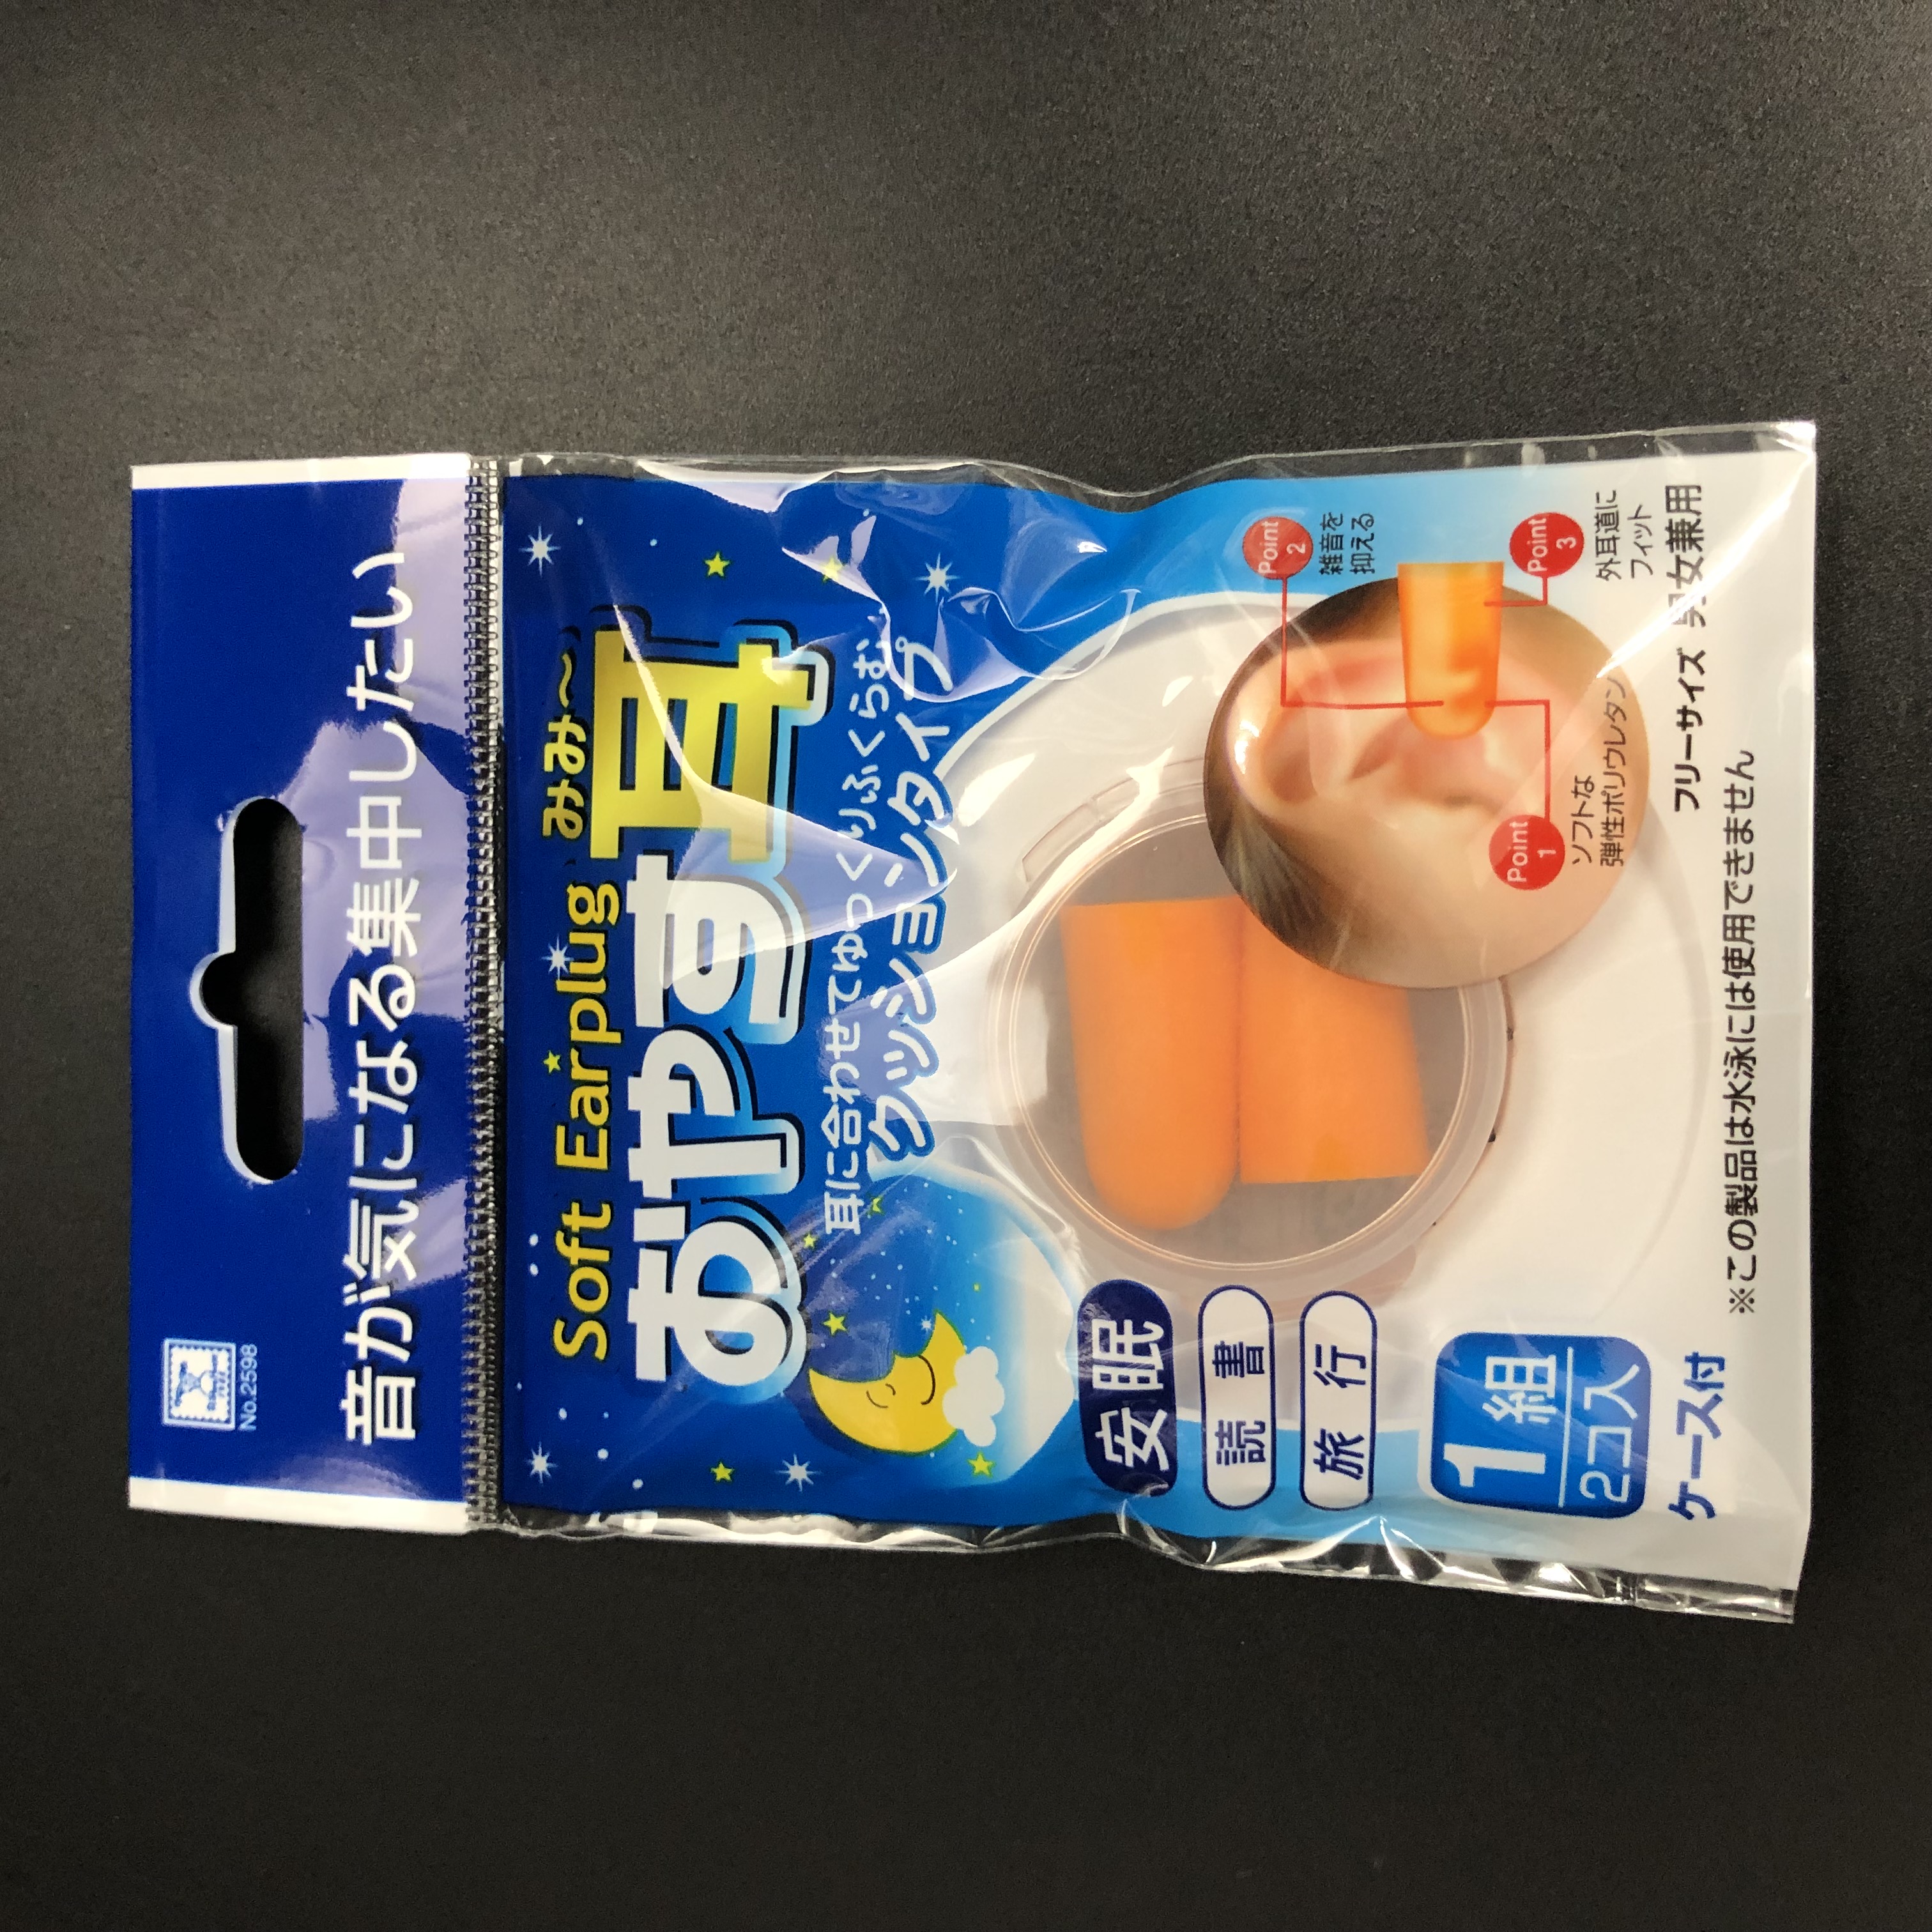 No.2598
音が気になる集中したい
みみ〜
Soft Earplug
おやす耳
耳に合わせてゆっくりふくらむ
クッションタイプ
安眠
読書
旅行
Point
2
雑音を
抑える
Point
3
外耳道に
フィット
Point
1
ソフトな
弾性ポリウレタン
1組
2コ入
フリーサイズ 男女兼用
ケース付
※この製品は水泳には使用できません